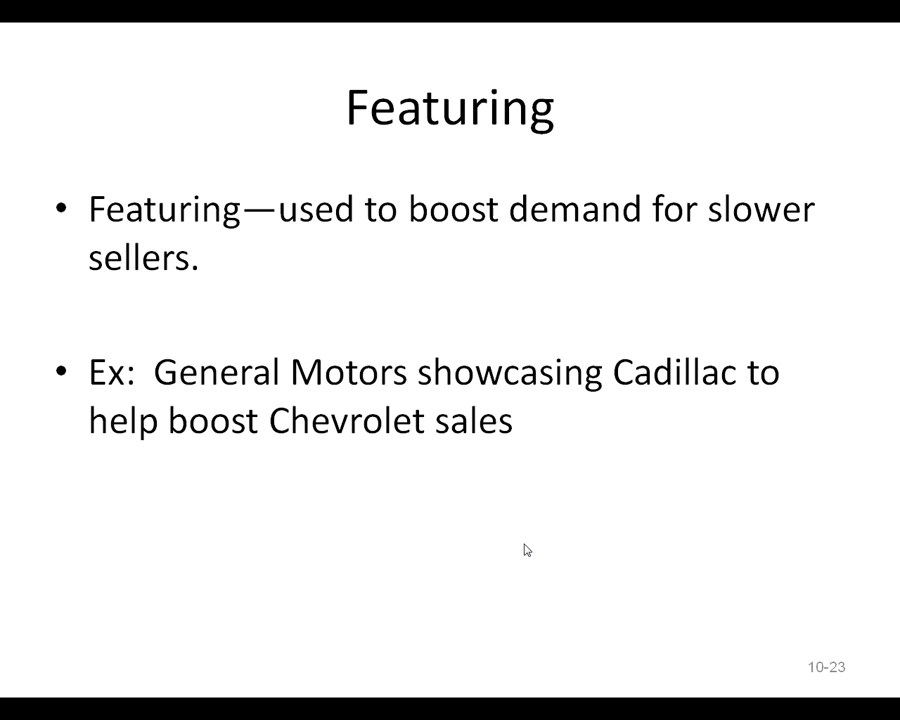 Featuring
• Featuring—used to boost demand for slower
sellers.
• Ex:  General Motors showcasing Cadillac to
help boost Chevrolet sales
10-23